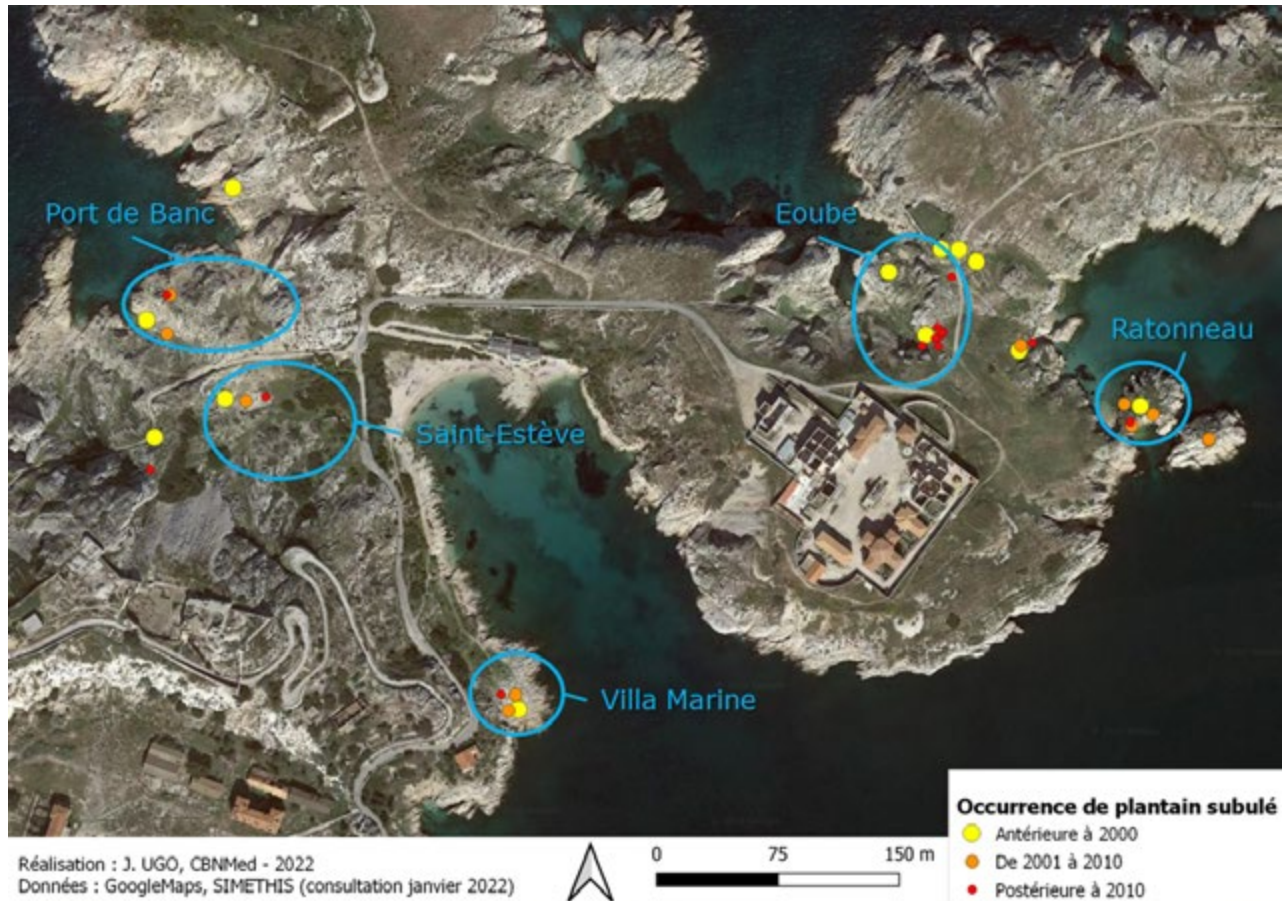 Port de Banc
Eoube
Ratonneau
Saint-Estève
Villa Marine
Occurrence de plantain subulé
Antérieure à 2000
De 2001 à 2010
Postérieure à 2010
Réalisation : J. UGO, CBNMed - 2022
Données : GoogleMaps, SIMETHIS (consultation janvier 2022)
0 75 150 m